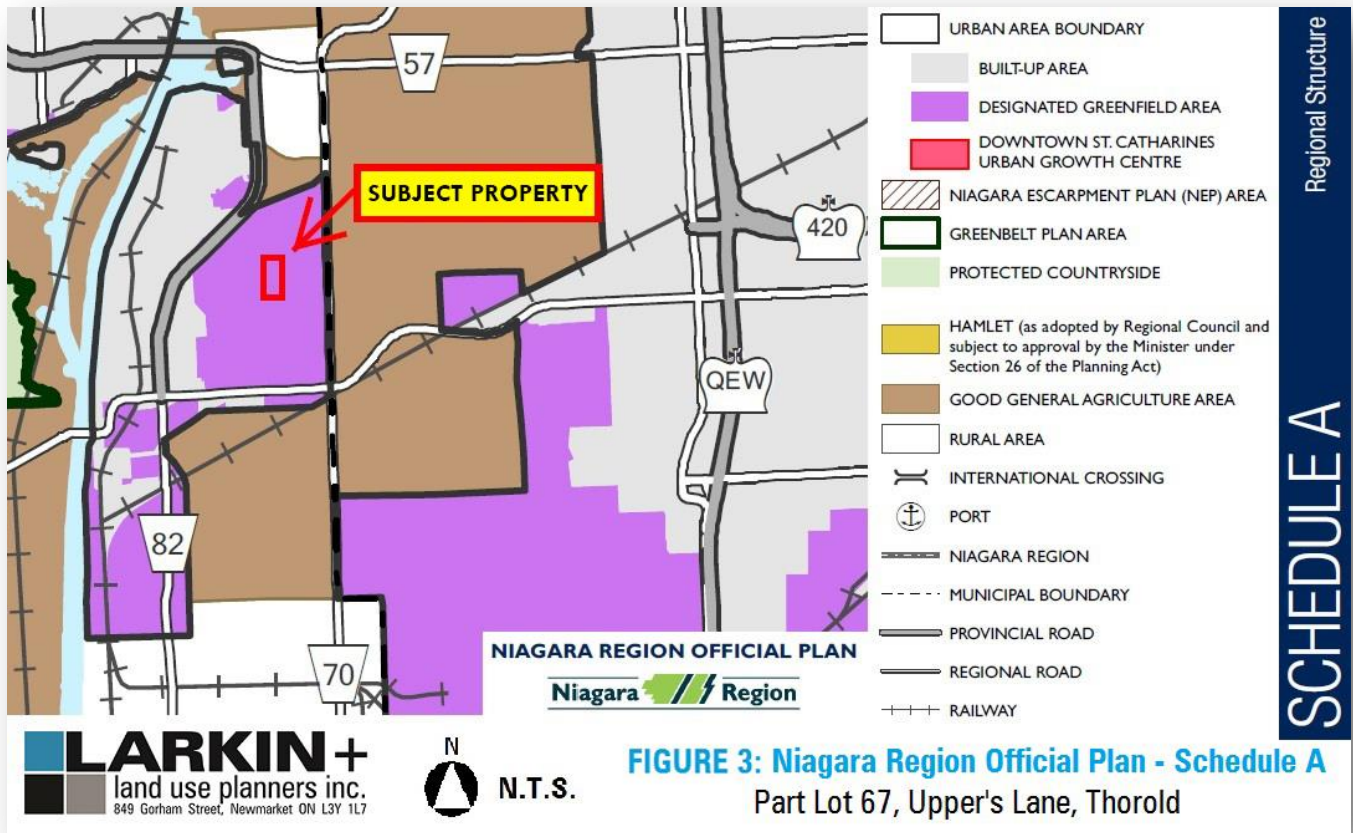 57
SUBJECT PROPERTY
420
QEW
82
70
NIAGARA REGION OFFICIAL PLAN
Niagara Region
URBAN AREA BOUNDARY
BUILT-UP AREA
DESIGNATED GREENFIELD AREA
DOWNTOWN ST. CATHARINES
URBAN GROWTH CENTRE
NIAGARA ESCARPMENT PLAN (NEP) AREA
GREENBELT PLAN AREA
PROTECTED COUNTRYSIDE
HAMLET (as adopted by Regional Council and
subject to approval by the Minister under
Section 26 of the Planning Act)
GOOD GENERAL AGRICULTURE AREA
RURAL AREA
INTERNATIONAL CROSSING
PORT
NIAGARA REGION
MUNICIPAL BOUNDARY
PROVINCIAL ROAD
REGIONAL ROAD
RAILWAY
Regional Structure
SCHEDULE A
LARKIN+
land use planners inc.
849 Gorham Street, Newmarket ON L3Y 1L7
N
N.T.S.
FIGURE 3: Niagara Region Official Plan - Schedule A
Part Lot 67, Upper's Lane, Thorold